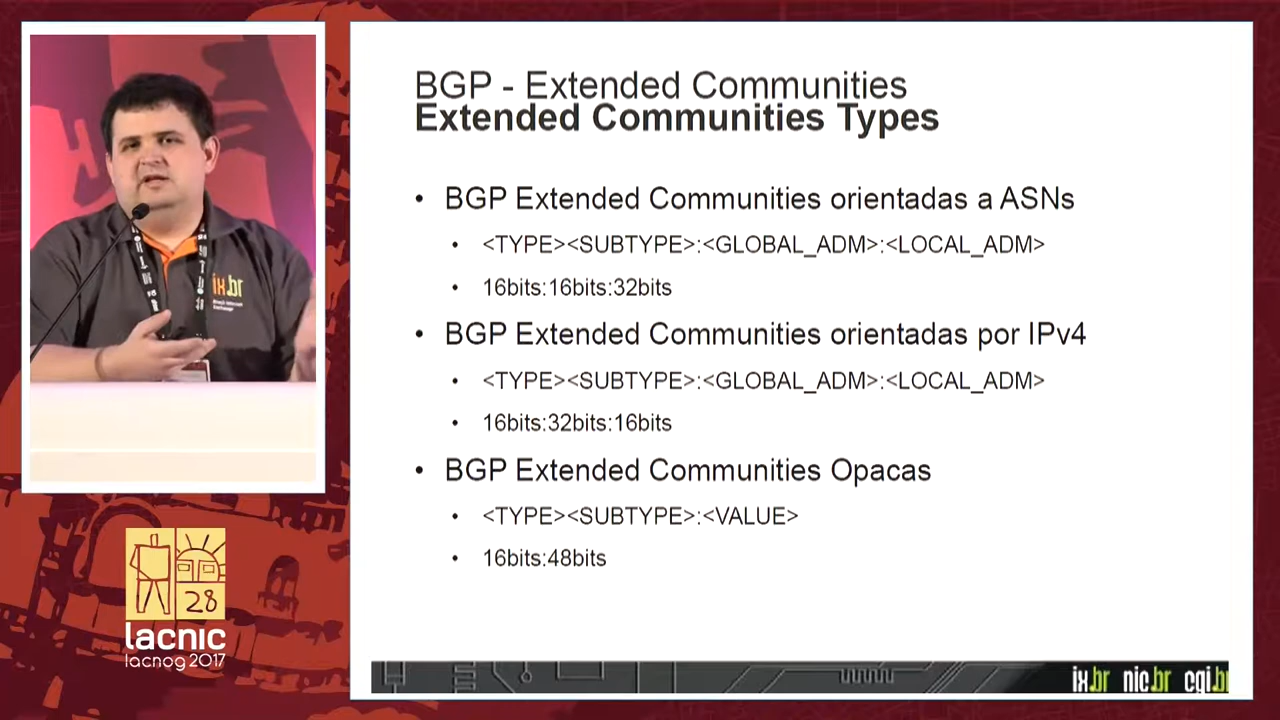 BGP - Extended Communities
Extended Communities Types
• BGP Extended Communities orientadas a ASNs
• <TYPE><SUBTYPE>:<GLOBAL_ADM>:<LOCAL_ADM>
• 16bits:16bits:32bits
• BGP Extended Communities orientadas por IPv4
• <TYPE><SUBTYPE>:<GLOBAL_ADM>:<LOCAL_ADM>
• 16bits:32bits:16bits
• BGP Extended Communities Opacas
• <TYPE><SUBTYPE>:<VALUE>
• 16bits:48bits
ix.br nic.br cgi.br
ix.br
28
lacnic
lacnog 2017